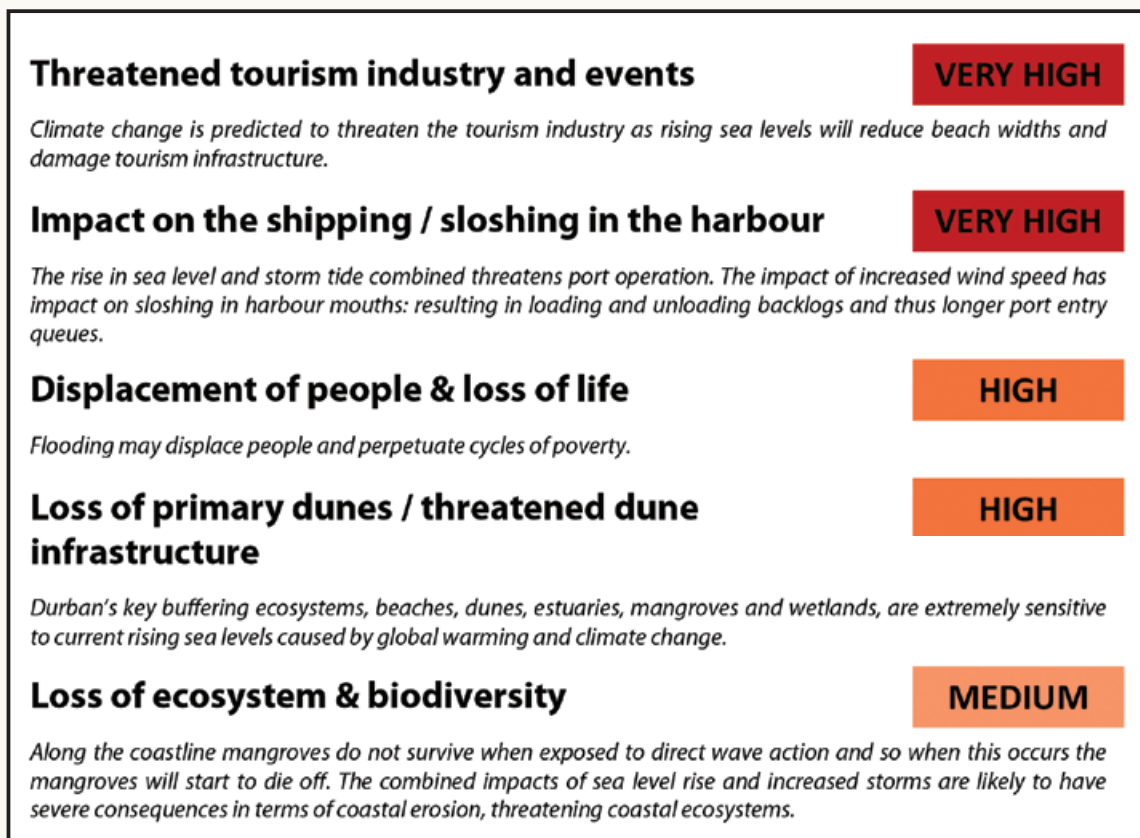 Threatened tourism industry and events VERY HIGH
Climate change is predicted to threaten the tourism industry as rising sea levels will reduce beach widths and
damage tourism infrastructure.
Impact on the shipping / sloshing in the harbour VERY HIGH
The rise in sea level and storm tide combined threatens port operation. The impact of increased wind speed has
impact on sloshing in harbour mouths: resulting in loading and unloading backlogs and thus longer port entry
queues.
Displacement of people & loss of life HIGH
Flooding may displace people and perpetuate cycles of poverty.
Loss of primary dunes / threatened dune HIGH
infrastructure
Durban's key buffering ecosystems, beaches, dunes, estuaries, mangroves and wetlands, are extremely sensitive
to current rising sea levels caused by global warming and climate change.
Loss of ecosystem & biodiversity MEDIUM
Along the coastline mangroves do not survive when exposed to direct wave action and so when this occurs the
mangroves will start to die off. The combined impacts of sea level rise and increased storms are likely to have
severe consequences in terms of coastal erosion, threatening coastal ecosystems.